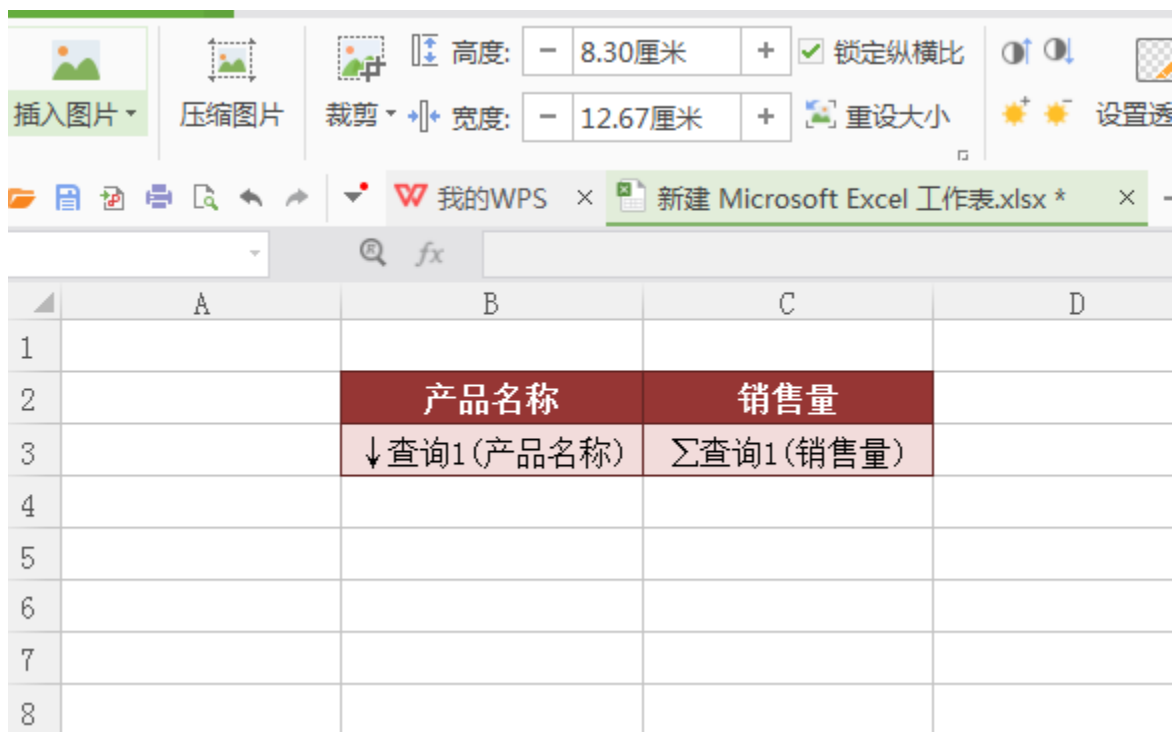 高度: － 8.30厘米 + 锁定纵横比
插入图片 压缩图片 裁剪 宽度: － 12.67厘米 + 重设大小 设置透
我的WPS × 新建 Microsoft Excel 工作表.xlsx * ×
fx
A B C D
1
2 产品名称 销售量
3 ↓查询1(产品名称) ∑查询1(销售量)
4
5
6
7
8